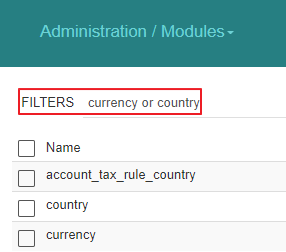 Administration / Modules
FILTERS currency or country
Name
account_tax_rule_country
country
currency